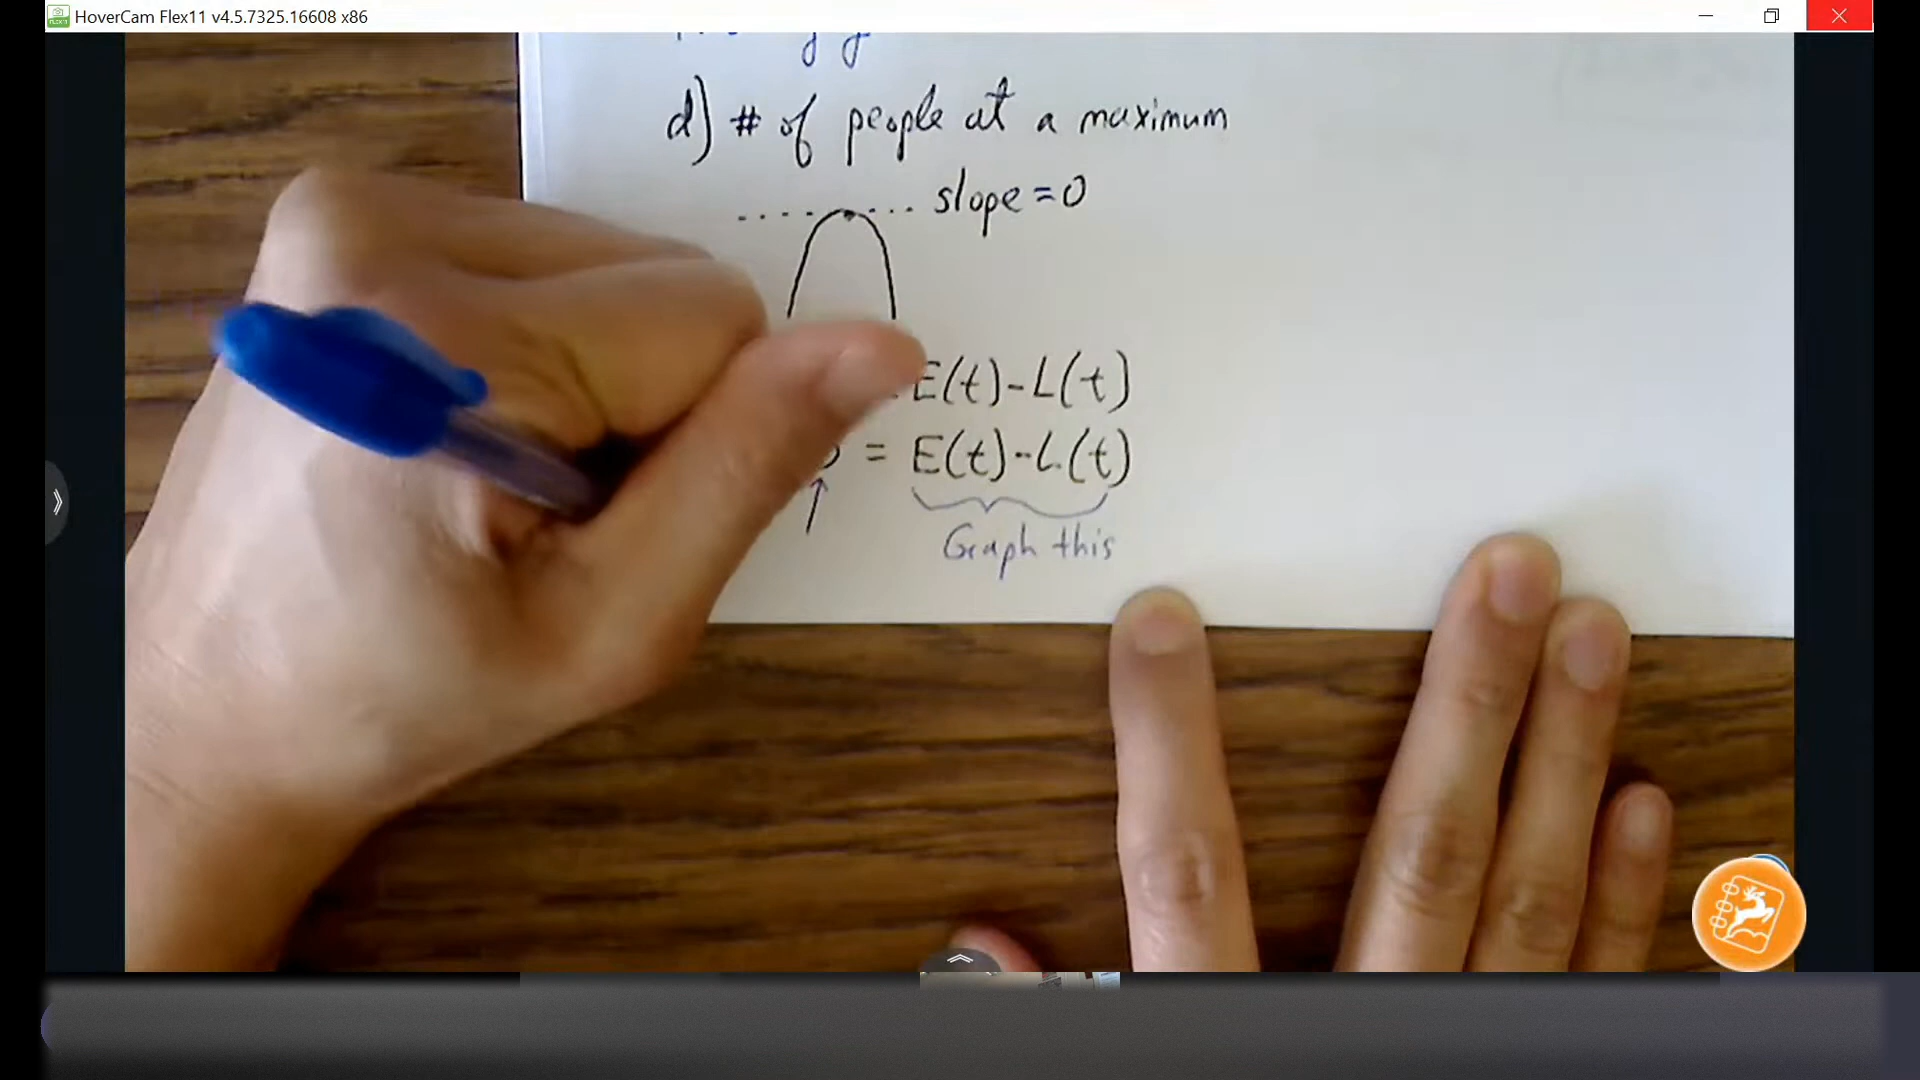 HoverCam Flex11 v4.5.7325.16608 x86
d) # of people at a maximum
slope = 0
E(t) - L(t)
= E(t) - L(t)
Graph this